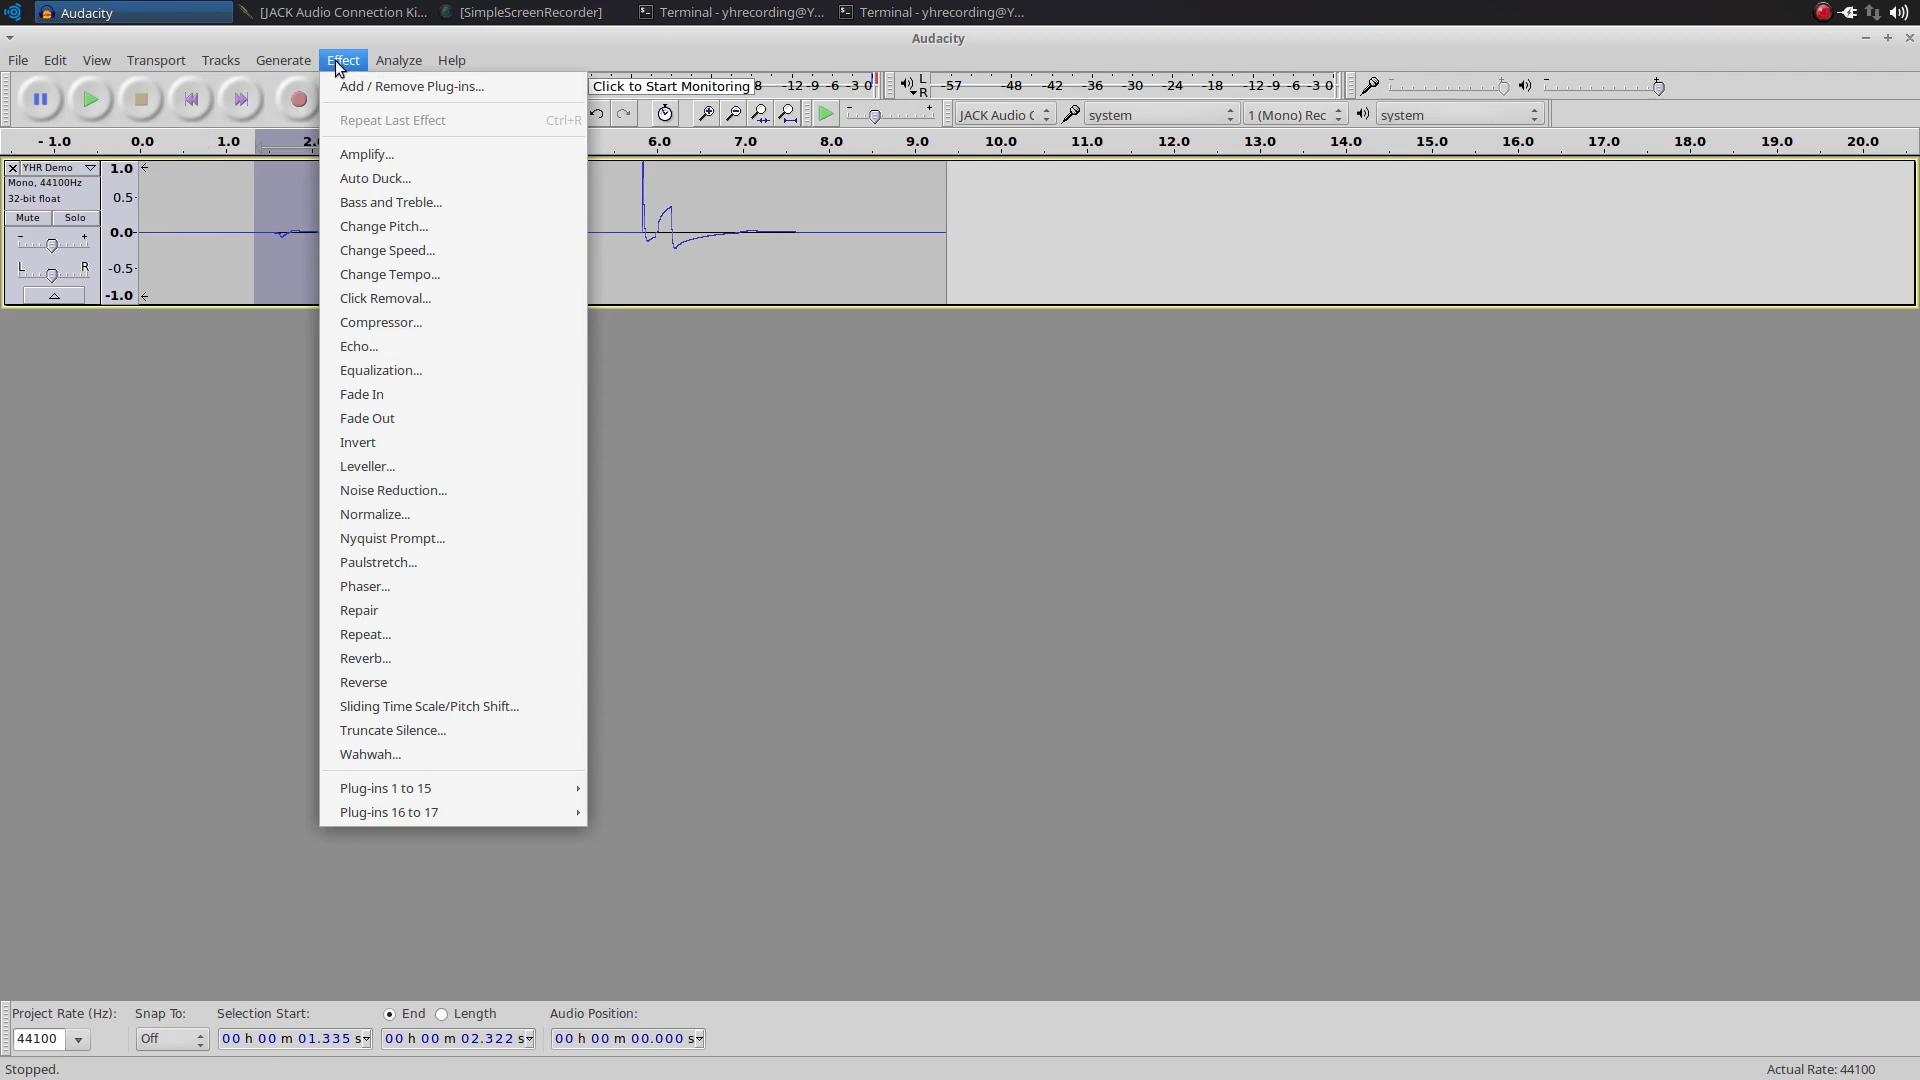 Audacity
[JACK Audio Connection Ki...
[SimpleScreenRecorder]
Terminal - yhrecording@Y...
Terminal - yhrecording@Y...
Audacity
File Edit View Transport Tracks Generate Effect Analyze Help
Click to Start Monitoring 8 -12 -9 -6 -3 0
L R -57 -48 -42 -36 -30 -24 -18 -12 -9 -6 -3 0
- +
- +
- +
JACK Audio C
system
1 (Mono) Rec
system
- 1.0 0.0 1.0 2. 6.0 7.0 8.0 9.0 10.0 11.0 12.0 13.0 14.0 15.0 16.0 17.0 18.0 19.0 20.0
X YHR Demo
Mono, 44100Hz
32-bit float
Mute Solo
- +
L R
1.0
0.5
0.0
-0.5
-1.0
Add / Remove Plug-ins...
Repeat Last Effect Ctrl+R
Amplify...
Auto Duck...
Bass and Treble...
Change Pitch...
Change Speed...
Change Tempo...
Click Removal...
Compressor...
Echo...
Equalization...
Fade In
Fade Out
Invert
Leveller...
Noise Reduction...
Normalize...
Nyquist Prompt...
Paulstretch...
Phaser...
Repair
Repeat...
Reverb...
Reverse
Sliding Time Scale/Pitch Shift...
Truncate Silence...
Wahwah...
Plug-ins 1 to 15
Plug-ins 16 to 17
Project Rate (Hz): Snap To: Selection Start: End Length Audio Position:
44100 Off 00 h 00 m 01.335 s 00 h 00 m 02.322 s 00 h 00 m 00.000 s
Stopped. Actual Rate: 44100